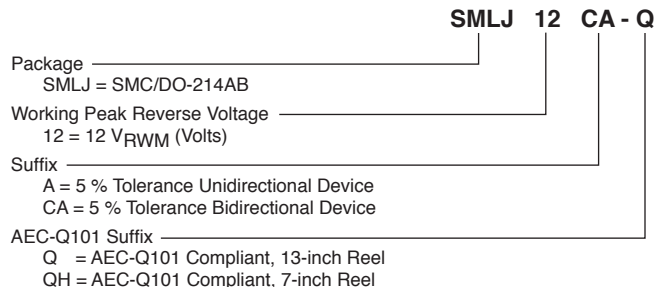 SMLJ 12 CA - Q
Package
SMLJ = SMC/DO-214AB
Working Peak Reverse Voltage
12 = 12 VRWM (Volts)
Suffix
A = 5 % Tolerance Unidirectional Device
CA = 5 % Tolerance Bidirectional Device
AEC-Q101 Suffix
Q = AEC-Q101 Compliant, 13-inch Reel
QH = AEC-Q101 Compliant, 7-inch Reel